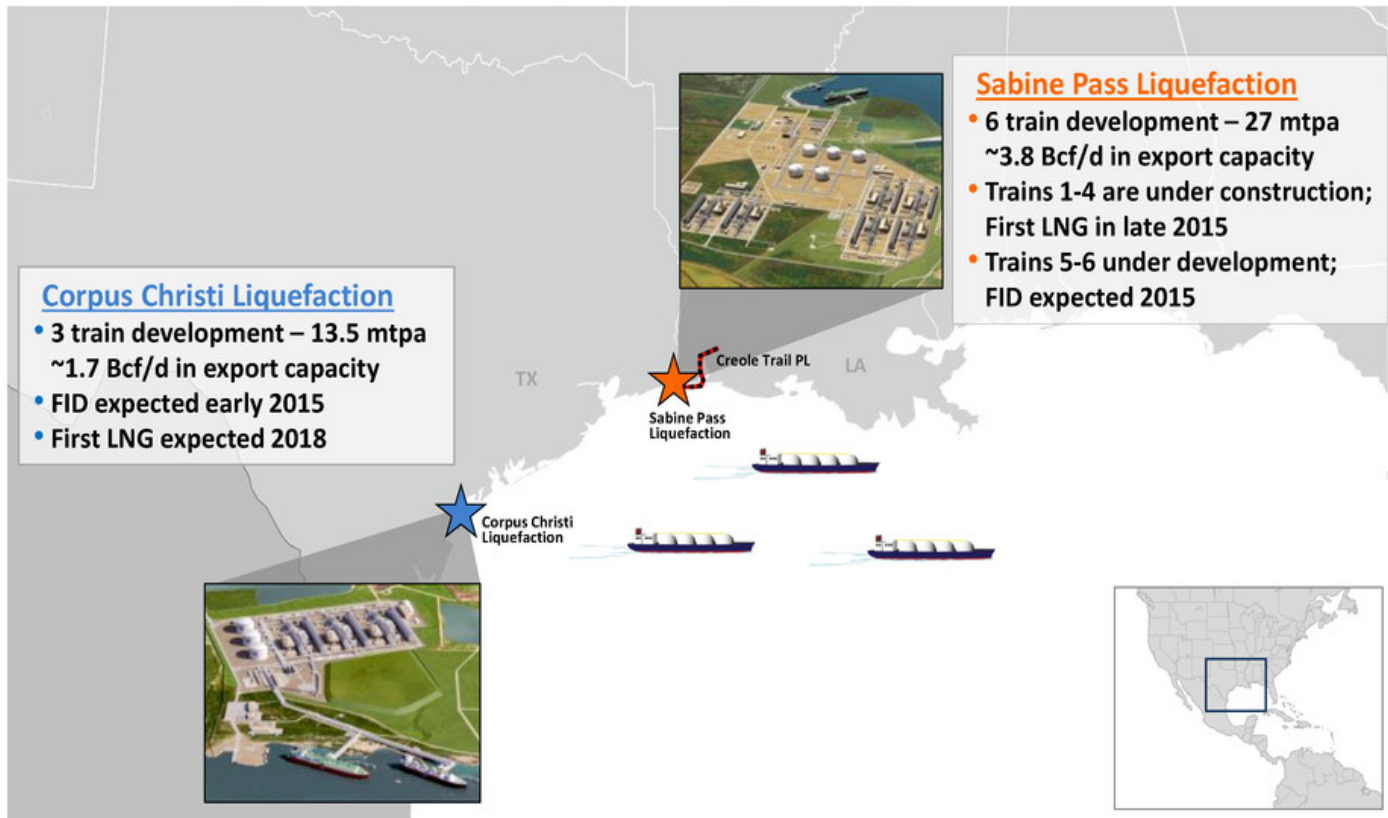 Sabine Pass Liquefaction
• 6 train development – 27 mtpa
~3.8 Bcf/d in export capacity
• Trains 1-4 are under construction;
First LNG in late 2015
• Trains 5-6 under development;
FID expected 2015
Corpus Christi Liquefaction
• 3 train development – 13.5 mtpa
~1.7 Bcf/d in export capacity
• FID expected early 2015
• First LNG expected 2018
TX
Creole Trail PL
LA
Sabine Pass
Liquefaction
Corpus Christi
Liquefaction